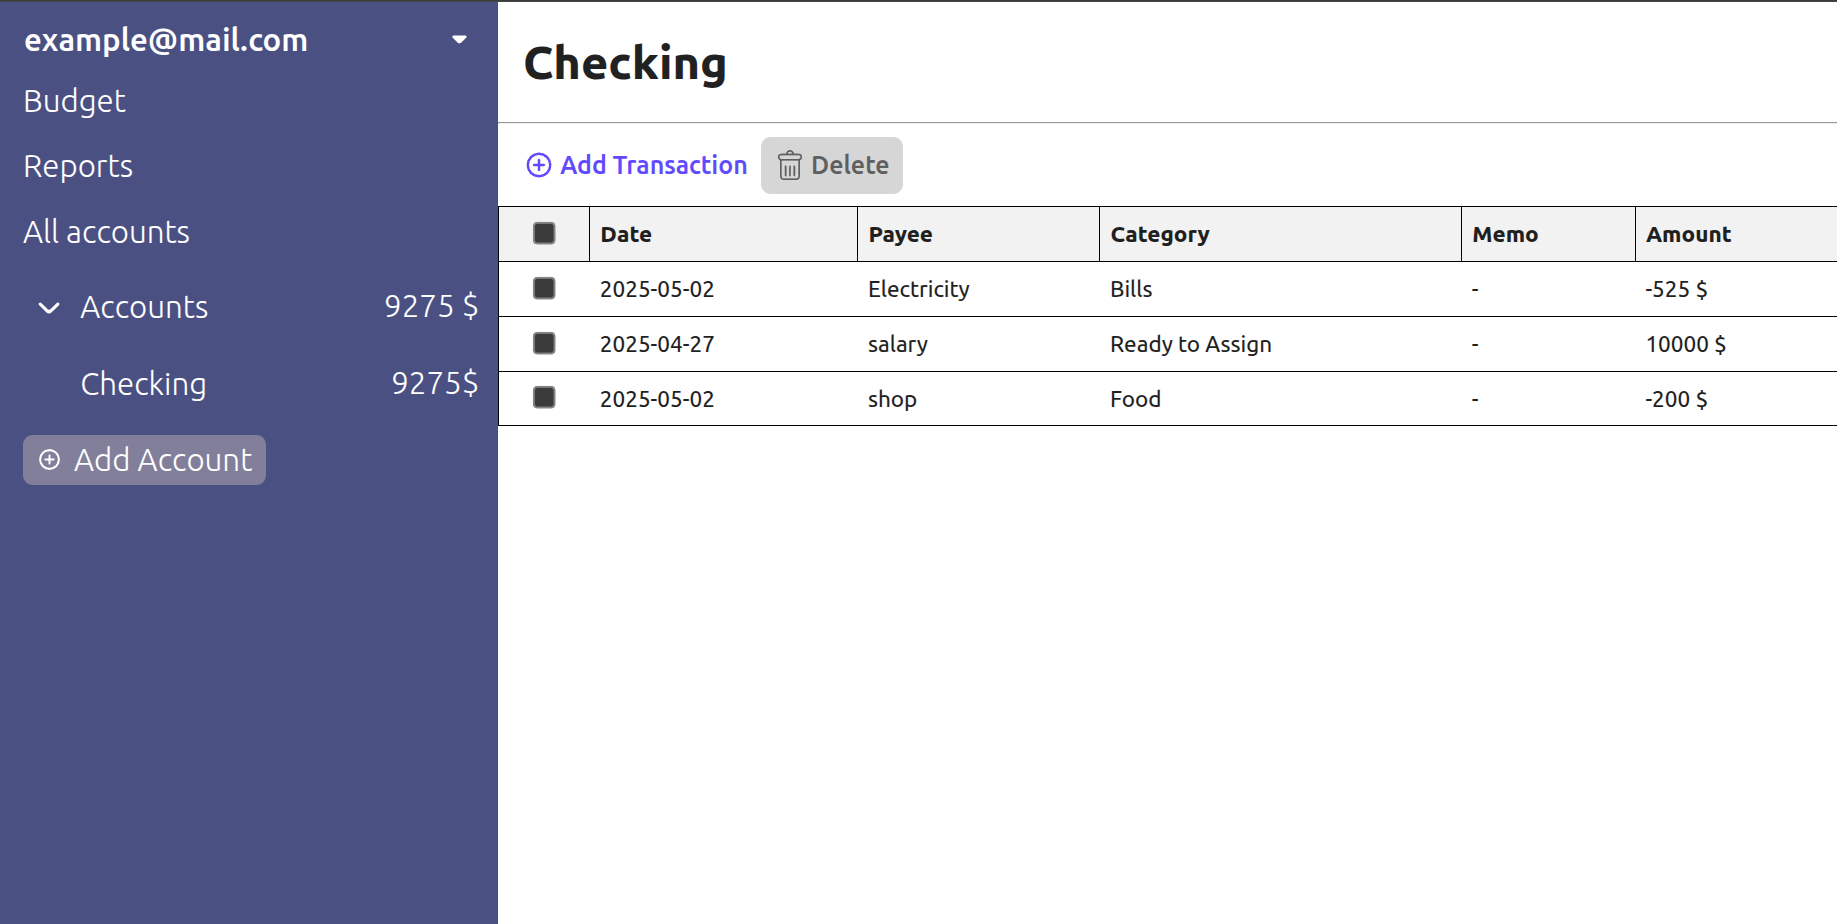 example@mail.com
Budget
Reports
All accounts
Accounts 9275 $
Checking 9275$
Add Account
Checking
Add Transaction Delete
Date Payee Category Memo Amount
2025-05-02 Electricity Bills - -525 $
2025-04-27 salary Ready to Assign - 10000 $
2025-05-02 shop Food - -200 $